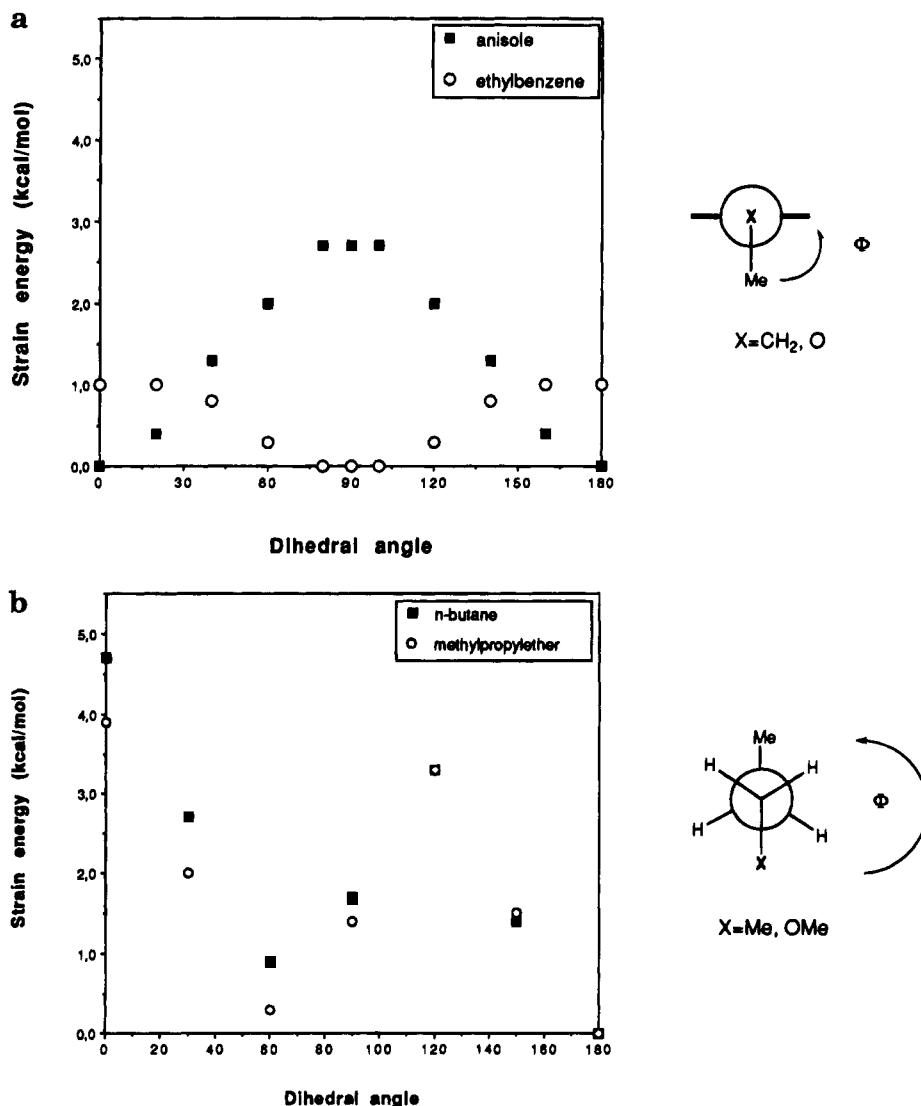 a
anisole
ethylbenzene
Strain energy (kcal/mol)
5,0
4,0
3,0
2,0
1,0
0,0
0 30 60 90 120 150 180
Dihedral angle
X
Me
Φ
X=CH₂, O
b
n-butane
methylpropylether
Strain energy (kcal/mol)
5,0
4,0
3,0
2,0
1,0
0,0
0 20 40 60 80 100 120 140 160 180
Dihedral angle
Me
H H
H H
X
Φ
X=Me, OMe